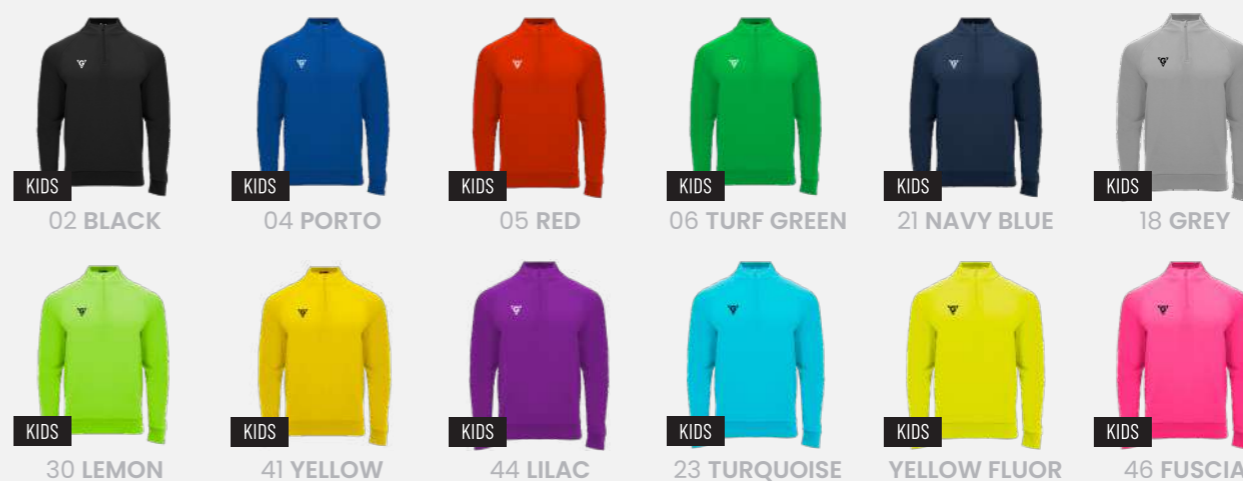 KIDS KIDS KIDS KIDS KIDS KIDS
02 BLACK 04 PORTO 05 RED 06 TURF GREEN 21 NAVY BLUE 18 GREY
KIDS KIDS KIDS KIDS KIDS KIDS
30 LEMON 41 YELLOW 44 LILAC 23 TURQUOISE YELLOW FLUOR 46 FUSCIA